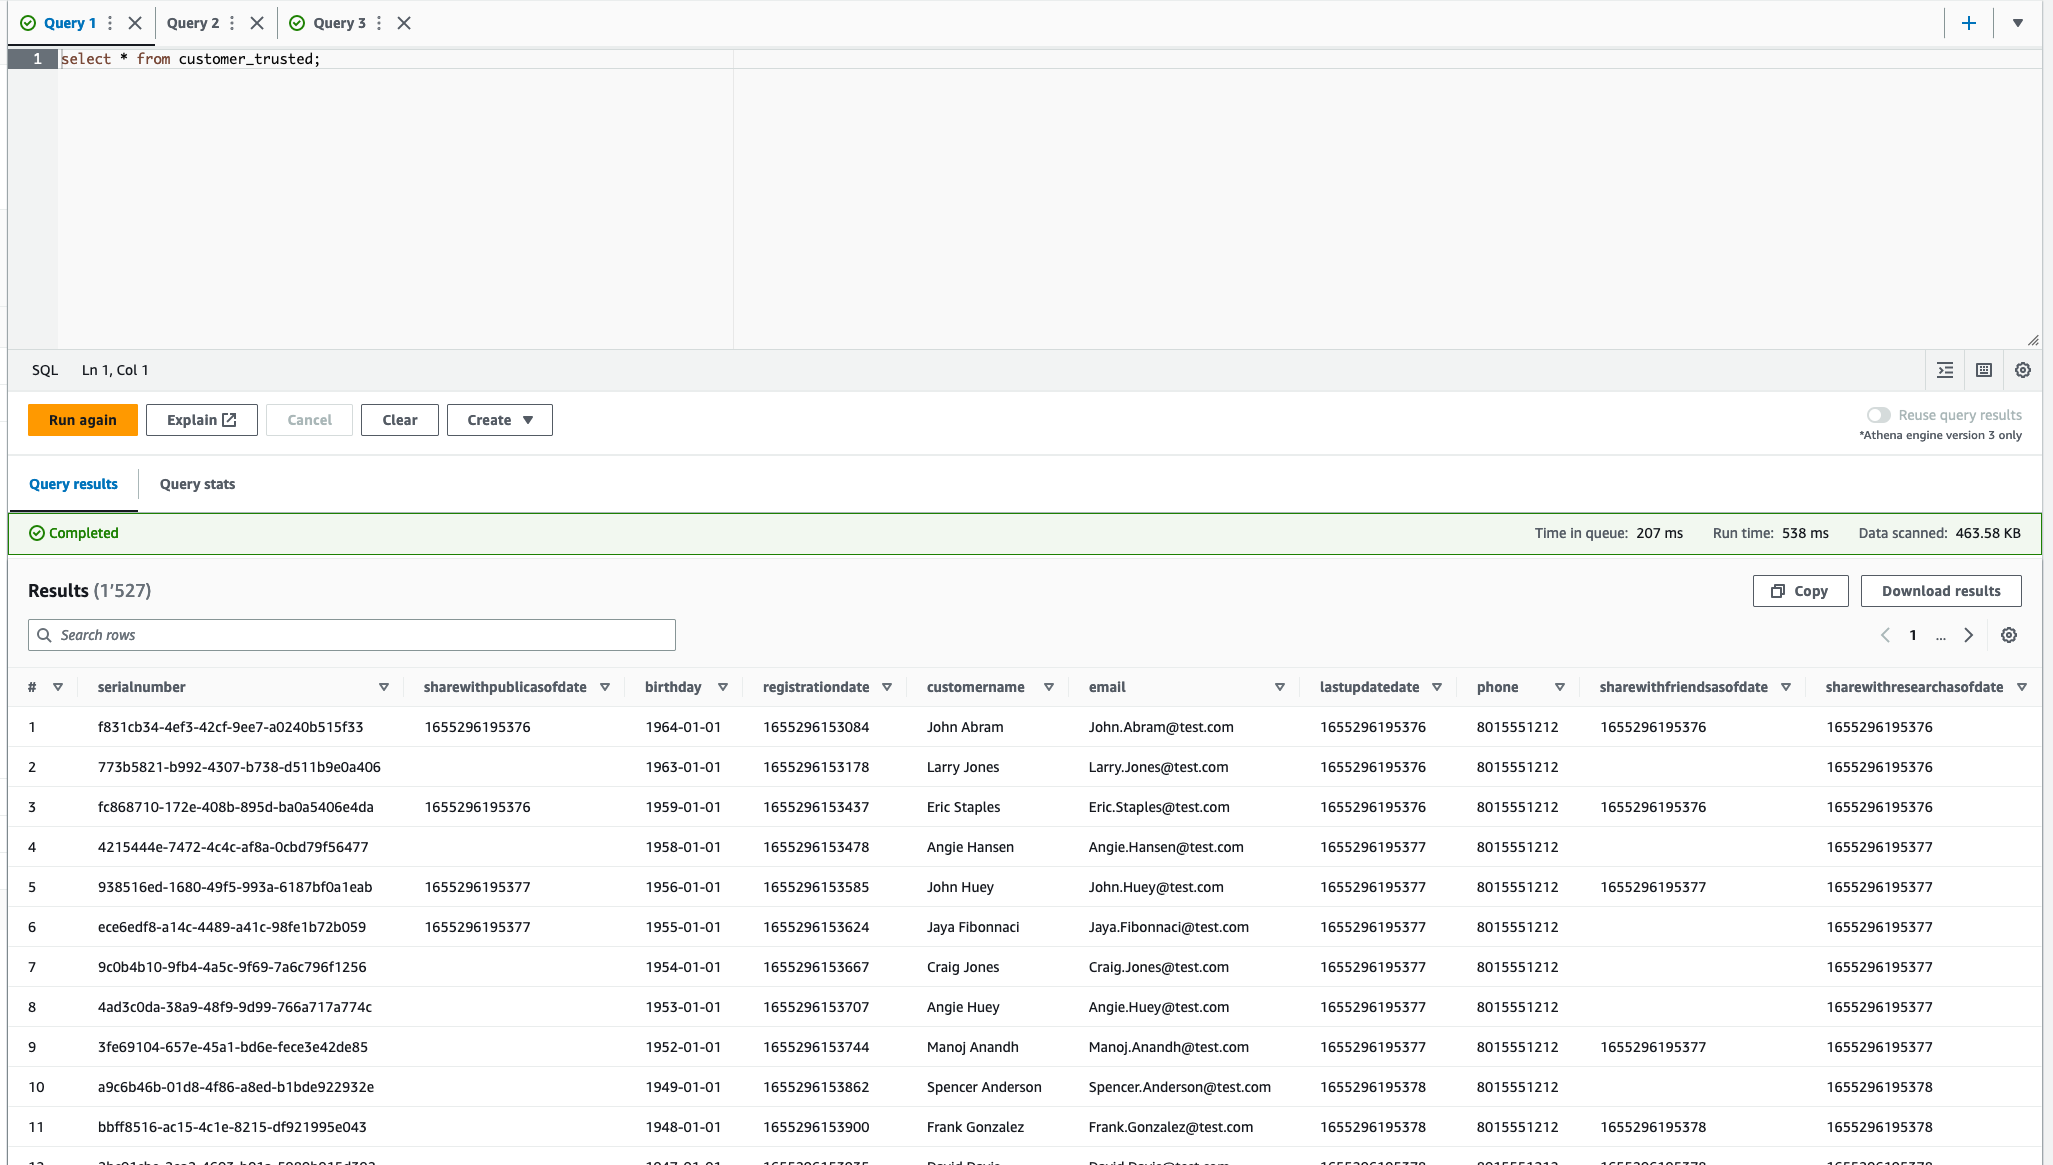 Query 1 Query 2 Query 3
1 select * from customer_trusted;
SQL Ln 1, Col 1
Run again Explain Cancel Clear Create Reuse query results
*Athena engine version 3 only
Query results Query stats
Completed Time in queue: 207 ms Run time: 538 ms Data scanned: 463.58 KB
Results (1'527) Copy Download results
Search rows 1 ...
# serialnumber sharewithpublicasofdate birthday registrationdate customername email lastupdatedate phone sharewithfriendsasofdate sharewithresearchasofdate
1 f831cb34-4ef3-42cf-9ee7-a0240b515f33 1655296195376 1964-01-01 1655296153084 John Abram John.Abram@test.com 1655296195376 8015551212 1655296195376 1655296195376
2 773b5821-b992-4307-b738-d511b9e0a406 1963-01-01 1655296153178 Larry Jones Larry.Jones@test.com 1655296195376 8015551212 1655296195376
3 fc868710-172e-408b-895d-ba0a5406e4da 1655296195376 1959-01-01 1655296153437 Eric Staples Eric.Staples@test.com 1655296195376 8015551212 1655296195376 1655296195376
4 4215444e-7472-4c4c-af8a-0cbd79f56477 1958-01-01 1655296153478 Angie Hansen Angie.Hansen@test.com 1655296195377 8015551212 1655296195377
5 938516ed-1680-49f5-993a-6187bf0a1eab 1655296195377 1956-01-01 1655296153585 John Huey John.Huey@test.com 1655296195377 8015551212 1655296195377 1655296195377
6 ece6edf8-a14c-4489-a41c-98fe1b72b059 1655296195377 1955-01-01 1655296153624 Jaya Fibonnaci Jaya.Fibonnaci@test.com 1655296195377 8015551212 1655296195377
7 9c0b4b10-9fb4-4a5c-9f69-7a6c796f1256 1954-01-01 1655296153667 Craig Jones Craig.Jones@test.com 1655296195377 8015551212 1655296195377
8 4ad3c0da-38a9-48f9-9d99-766a717a774c 1953-01-01 1655296153707 Angie Huey Angie.Huey@test.com 1655296195377 8015551212 1655296195377
9 3fe69104-657e-45a1-bd6e-fece3e42de85 1952-01-01 1655296153744 Manoj Anandh Manoj.Anandh@test.com 1655296195377 8015551212 1655296195377 1655296195377
10 a9c6b46b-01d8-4f86-a8ed-b1bde922932e 1949-01-01 1655296153862 Spencer Anderson Spencer.Anderson@test.com 1655296195378 8015551212 1655296195378
11 bbff8516-ac15-4c1e-8215-df921995e043 1948-01-01 1655296153900 Frank Gonzalez Frank.Gonzalez@test.com 1655296195378 8015551212 1655296195378 1655296195378